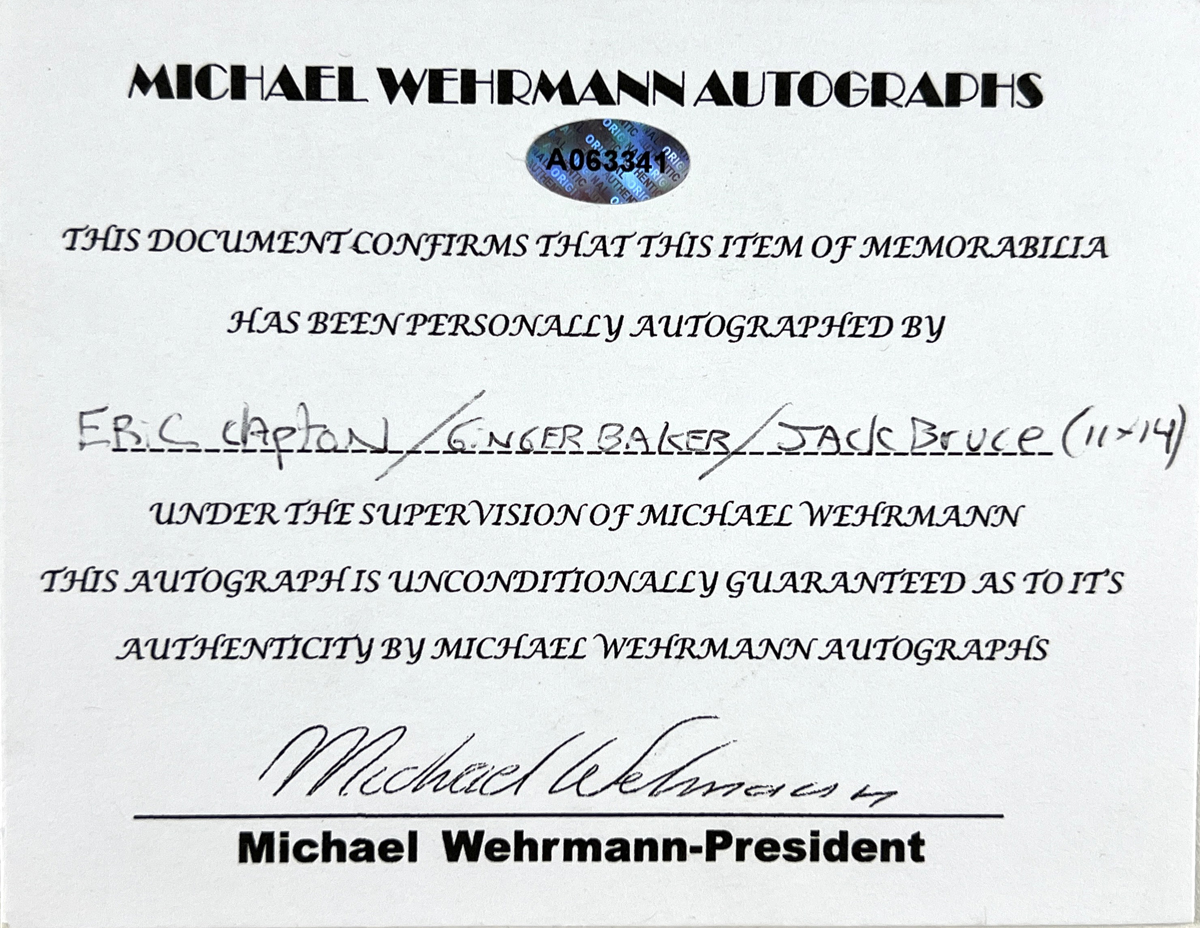 MICHAEL WEHRMANN AUTOGRAPHS
A063341
THIS DOCUMENT CONFIRMS THAT THIS ITEM OF MEMORABILIA
HAS BEEN PERSONALLY AUTOGRAPHED BY
ERiC ClAptoN / GiNGER BAKER / JAck Bruce (11x14)
UNDER THE SUPERVISION OF MICHAEL WEHRMANN
THIS AUTOGRAPH IS UNCONDITIONALLY GUARANTEED AS TO IT'S
AUTHENTICITY BY MICHAEL WEHRMANN AUTOGRAPHS
Michael Wehrmann
Michael Wehrmann-President